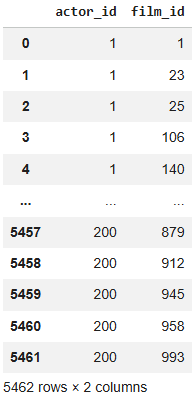 actor_id film_id
0 1 1
1 1 23
2 1 25
3 1 106
4 1 140
... ... ...
5457 200 879
5458 200 912
5459 200 945
5460 200 958
5461 200 993
5462 rows × 2 columns